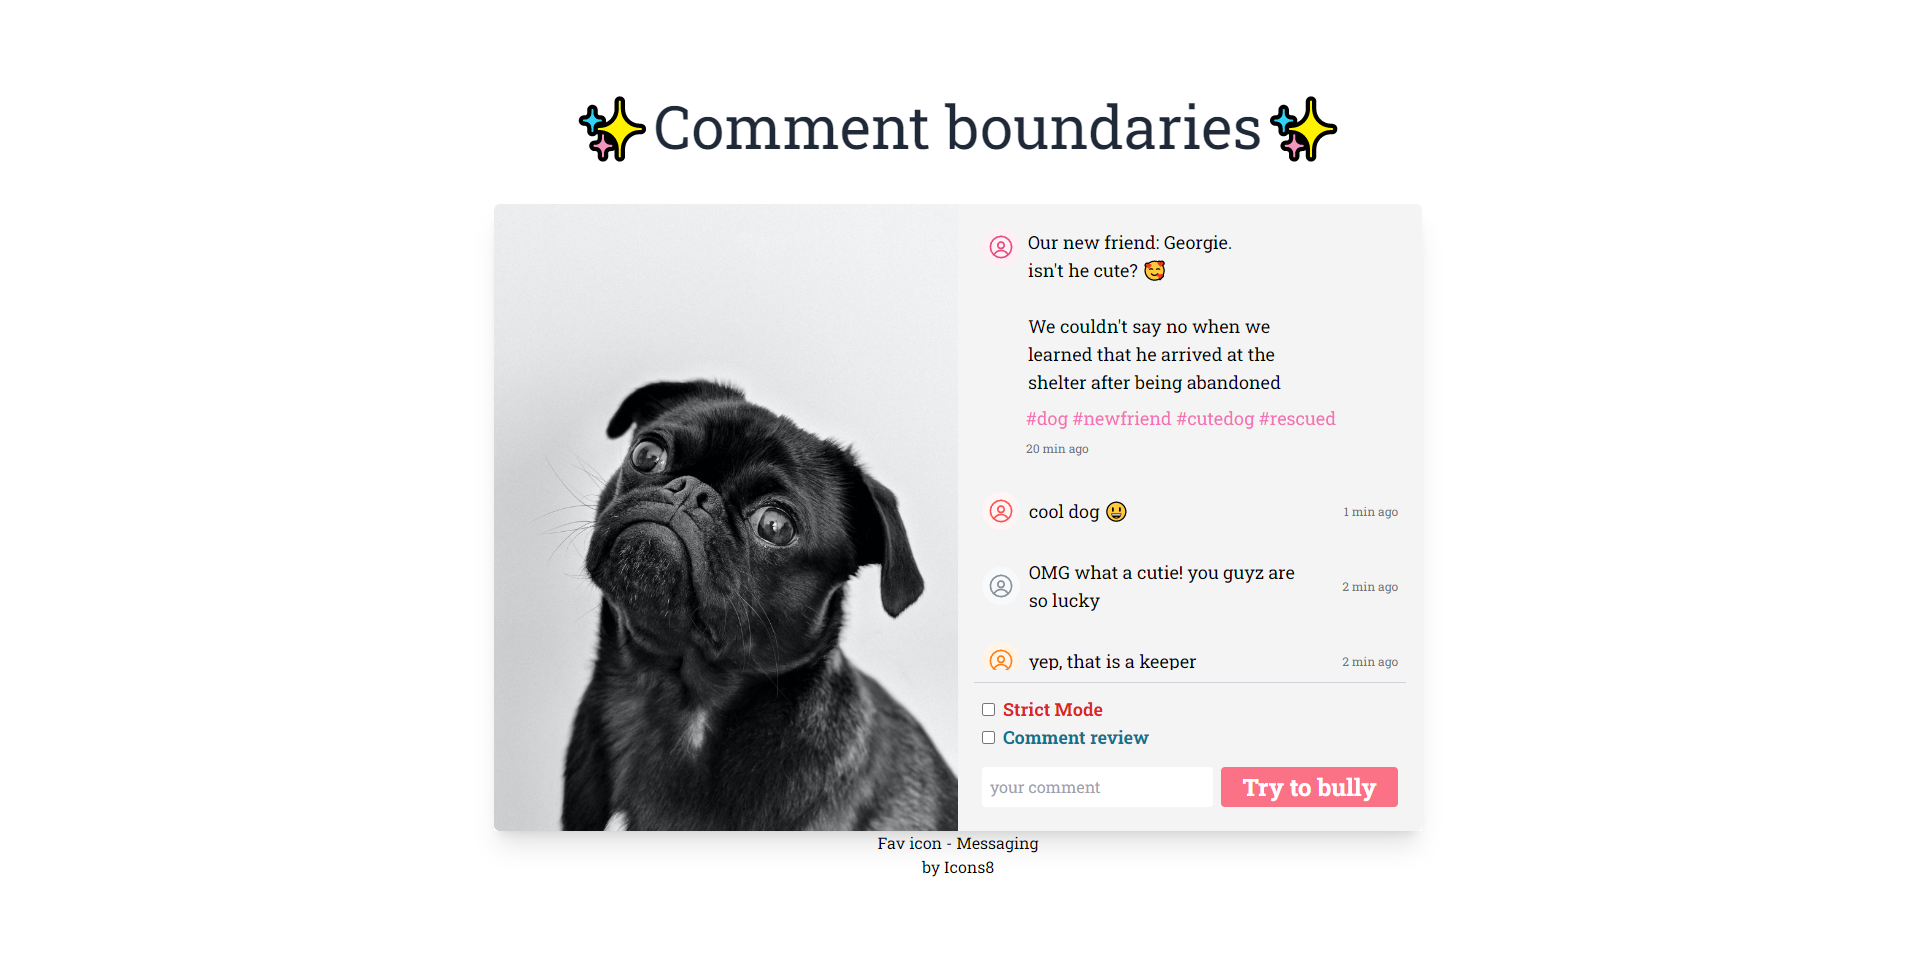 ✨Comment boundaries✨
Our new friend: Georgie.
isn't he cute? 🥰
We couldn't say no when we
learned that he arrived at the
shelter after being abandoned
#dog #newfriend #cutedog #rescued
20 min ago
cool dog 😃 1 min ago
OMG what a cutie! you guyz are
so lucky
2 min ago
yep, that is a keeper 2 min ago
Strict Mode
Comment review
your comment Try to bully
Fav icon - Messaging
by Icons8